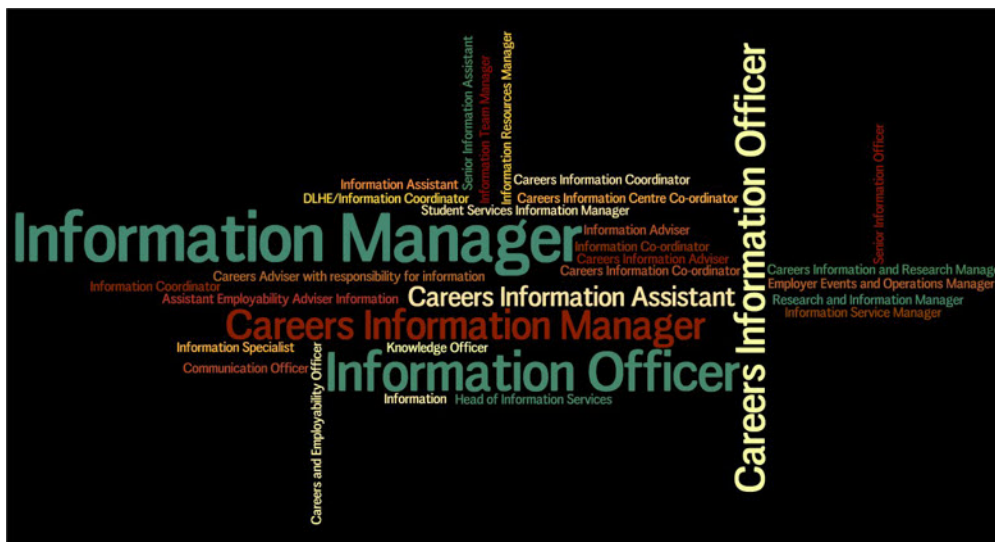 Senior Information Assistant
Information Team Manager
Information Resources Manager
Careers Information Officer
Senior Information Officer
Careers Information Coordinator
Information Assistant
DLHE/Information Coordinator
Careers Information Centre Co-ordinator
Student Services Information Manager
Information Manager
Information Adviser
Information Co-ordinator
Careers Information Adviser
Careers Information Co-ordinator
Careers Information and Research Manage
Careers Adviser with responsibility for information
Information Coordinator
Employer Events and Operations Manager
Assistant Employability Adviser Information
Careers Information Assistant
Research and Information Manager
Information Service Manager
Careers Information Manager
Information Specialist
Knowledge Officer
Communication Officer
Careers and Employability Officer
Information Officer
Information
Head of Information Services